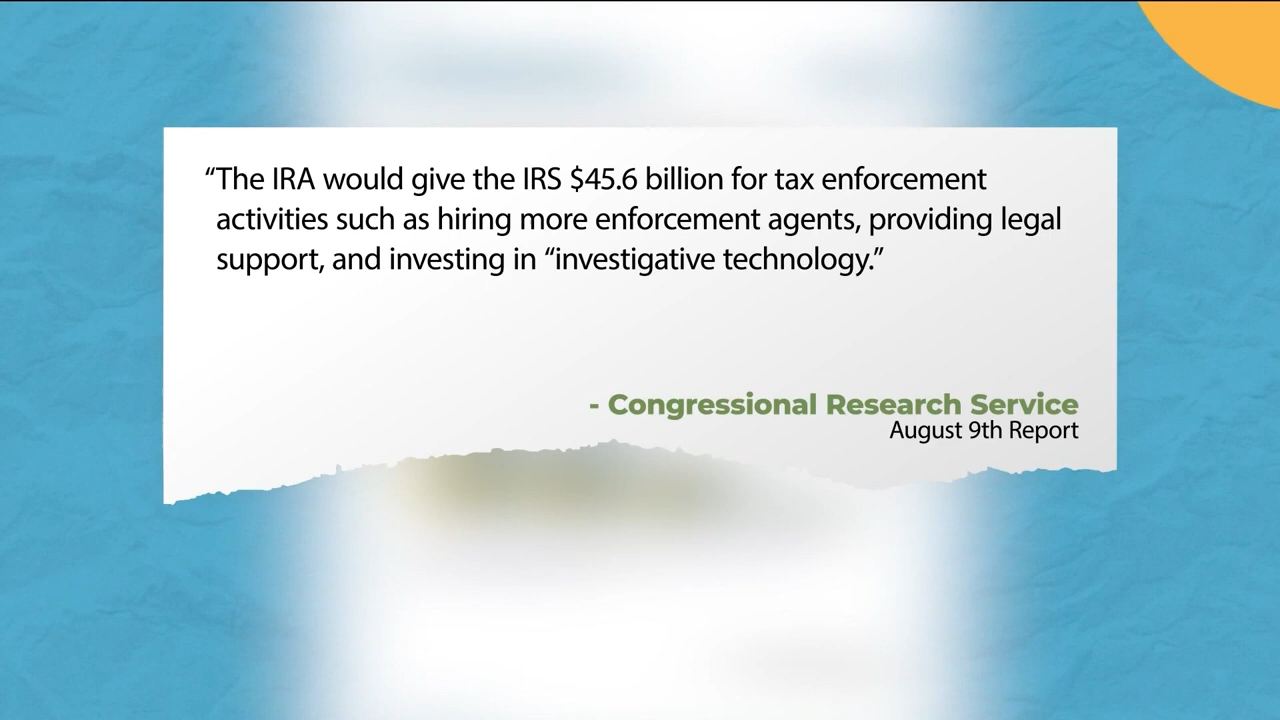 “The IRA would give the IRS $45.6 billion for tax enforcement
activities such as hiring more enforcement agents, providing legal
support, and investing in “investigative technology.”
- Congressional Research Service
August 9th Report